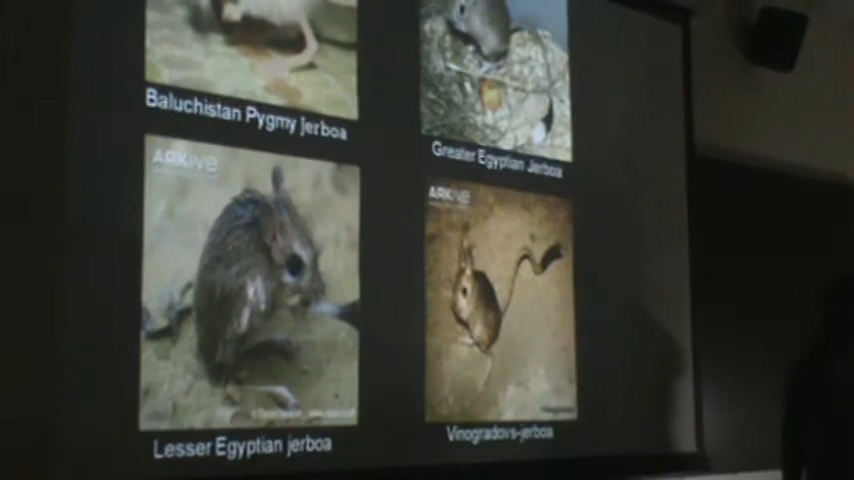 Baluchistan Pygmy jerboa
Greater Egyptian Jerboa
ARKive
ARKive
Lesser Egyptian jerboa
Vinogradovs-jerboa